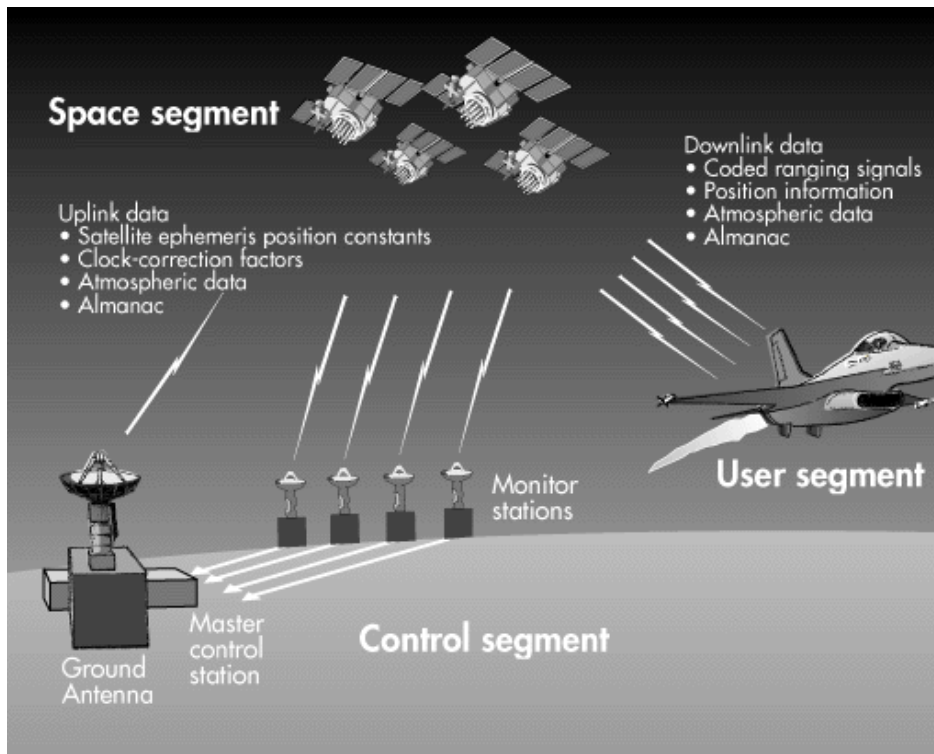 Space segment
Uplink data
• Satellite ephemeris position constants
• Clock-correction factors
• Atmospheric data
• Almanac
Downlink data
• Coded ranging signals
• Position information
• Atmospheric data
• Almanac
User segment
Monitor
stations
Control segment
Master
control
station
Ground
Antenna